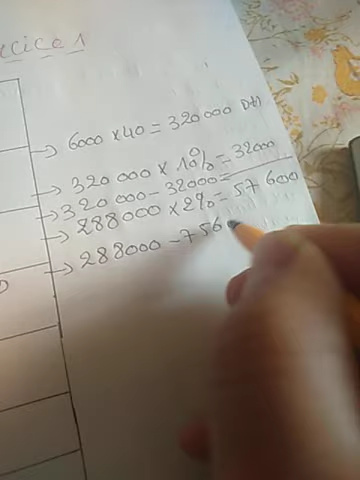 Exercice 1
→ 6000 x 40 = 320 000 DH
→ 320 000 x 10% = 32000
→ 320 000 - 32000 =
→ 288000 x 2% = 57 600
→ 288000 - 756